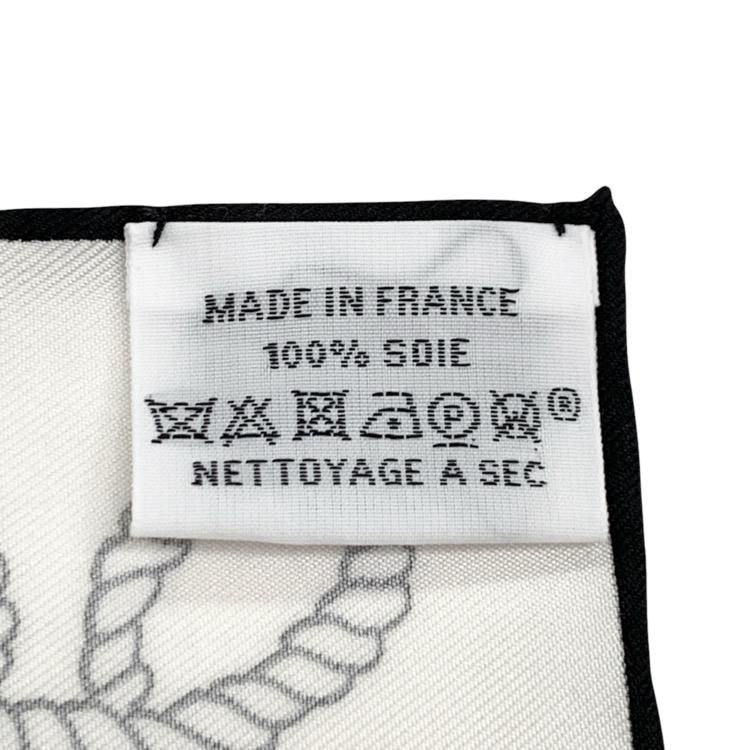 MADE IN FRANCE
100% SOIE
P W ®
NETTOYAGE A SEC